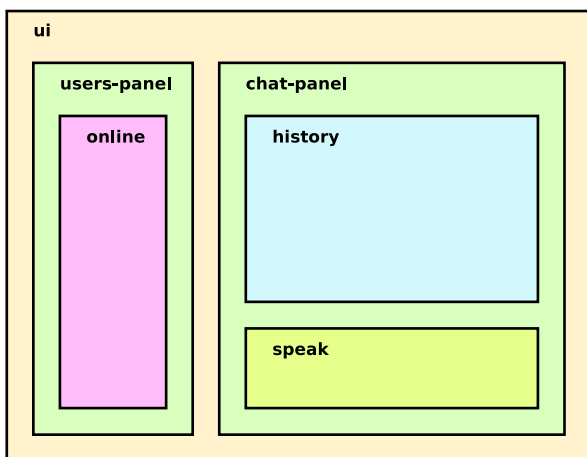 ui
users-panel
chat-panel
online
history
speak